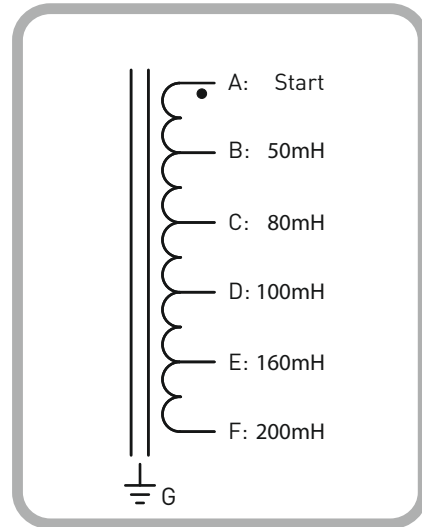 A: Start
B: 50mH
C: 80mH
D: 100mH
E: 160mH
F: 200mH
G